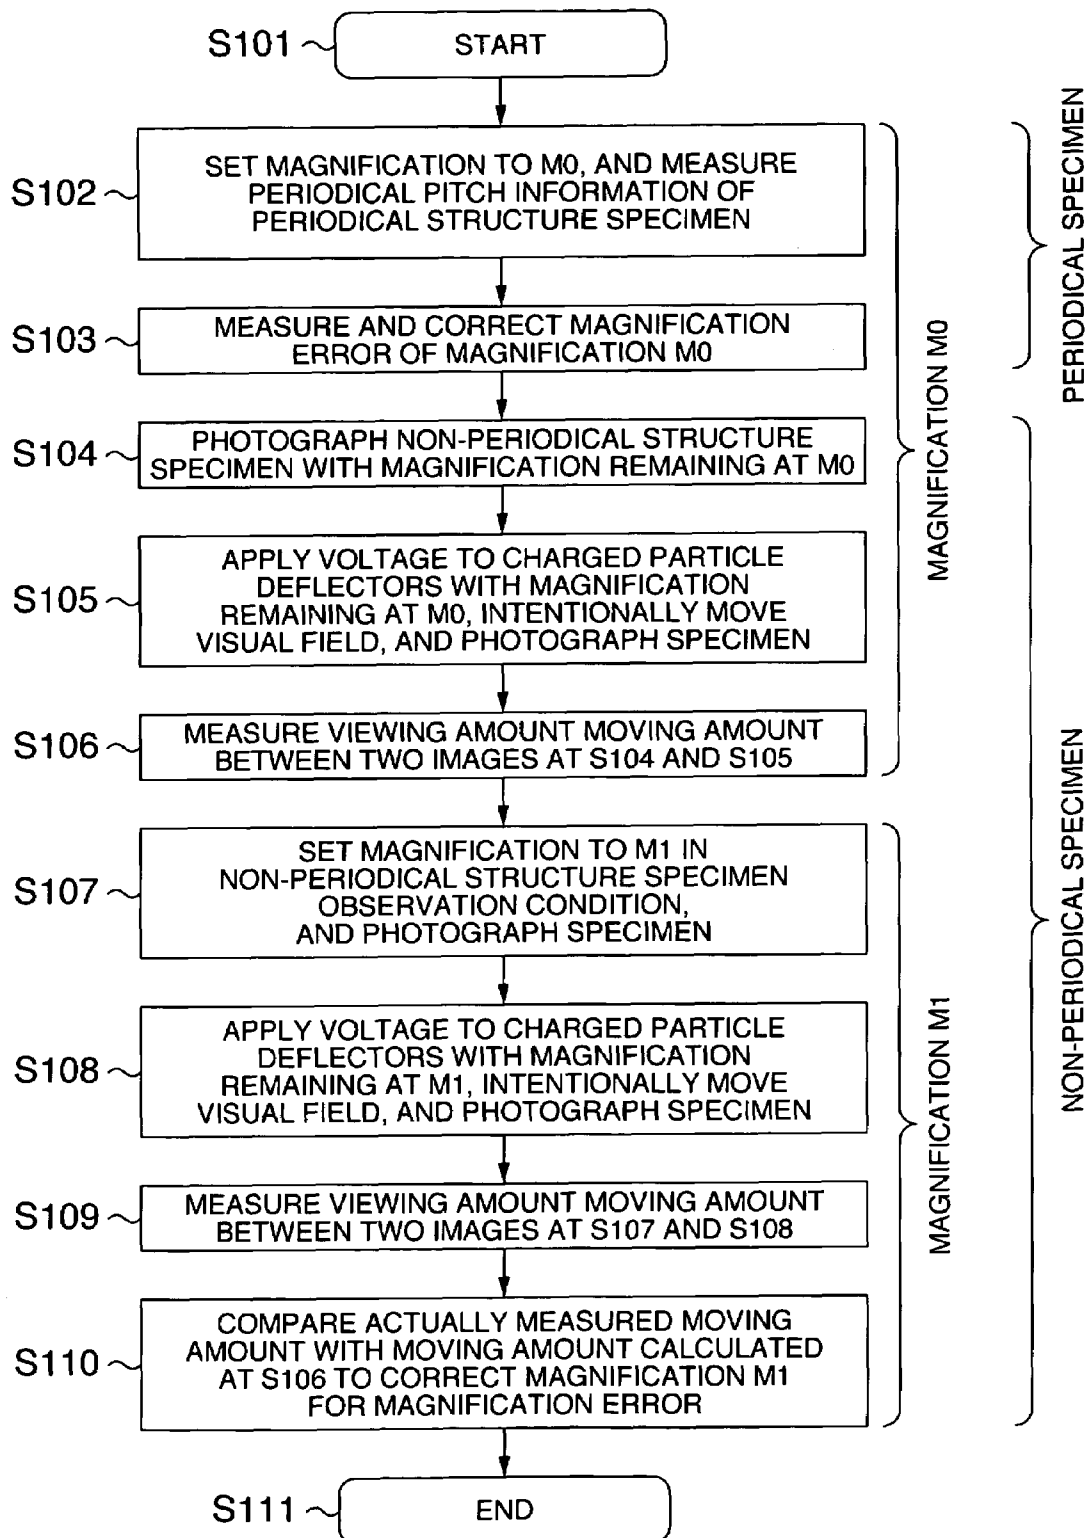 S101
START
S102
SET MAGNIFICATION TO M0, AND MEASURE
PERIODICAL PITCH INFORMATION OF
PERIODICAL STRUCTURE SPECIMEN
S103
MEASURE AND CORRECT MAGNIFICATION
ERROR OF MAGNIFICATION M0
S104
PHOTOGRAPH NON-PERIODICAL STRUCTURE
SPECIMEN WITH MAGNIFICATION REMAINING AT M0
S105
APPLY VOLTAGE TO CHARGED PARTICLE
DEFLECTORS WITH MAGNIFICATION
REMAINING AT M0, INTENTIONALLY MOVE
VISUAL FIELD, AND PHOTOGRAPH SPECIMEN
S106
MEASURE VIEWING AMOUNT MOVING AMOUNT
BETWEEN TWO IMAGES AT S104 AND S105
S107
SET MAGNIFICATION TO M1 IN
NON-PERIODICAL STRUCTURE SPECIMEN
OBSERVATION CONDITION,
AND PHOTOGRAPH SPECIMEN
S108
APPLY VOLTAGE TO CHARGED PARTICLE
DEFLECTORS WITH MAGNIFICATION
REMAINING AT M1, INTENTIONALLY MOVE
VISUAL FIELD, AND PHOTOGRAPH SPECIMEN
S109
MEASURE VIEWING AMOUNT MOVING AMOUNT
BETWEEN TWO IMAGES AT S107 AND S108
S110
COMPARE ACTUALLY MEASURED MOVING
AMOUNT WITH MOVING AMOUNT CALCULATED
AT S106 TO CORRECT MAGNIFICATION M1
FOR MAGNIFICATION ERROR
S111
END
MAGNIFICATION M0
MAGNIFICATION M1
PERIODICAL SPECIMEN
NON-PERIODICAL SPECIMEN